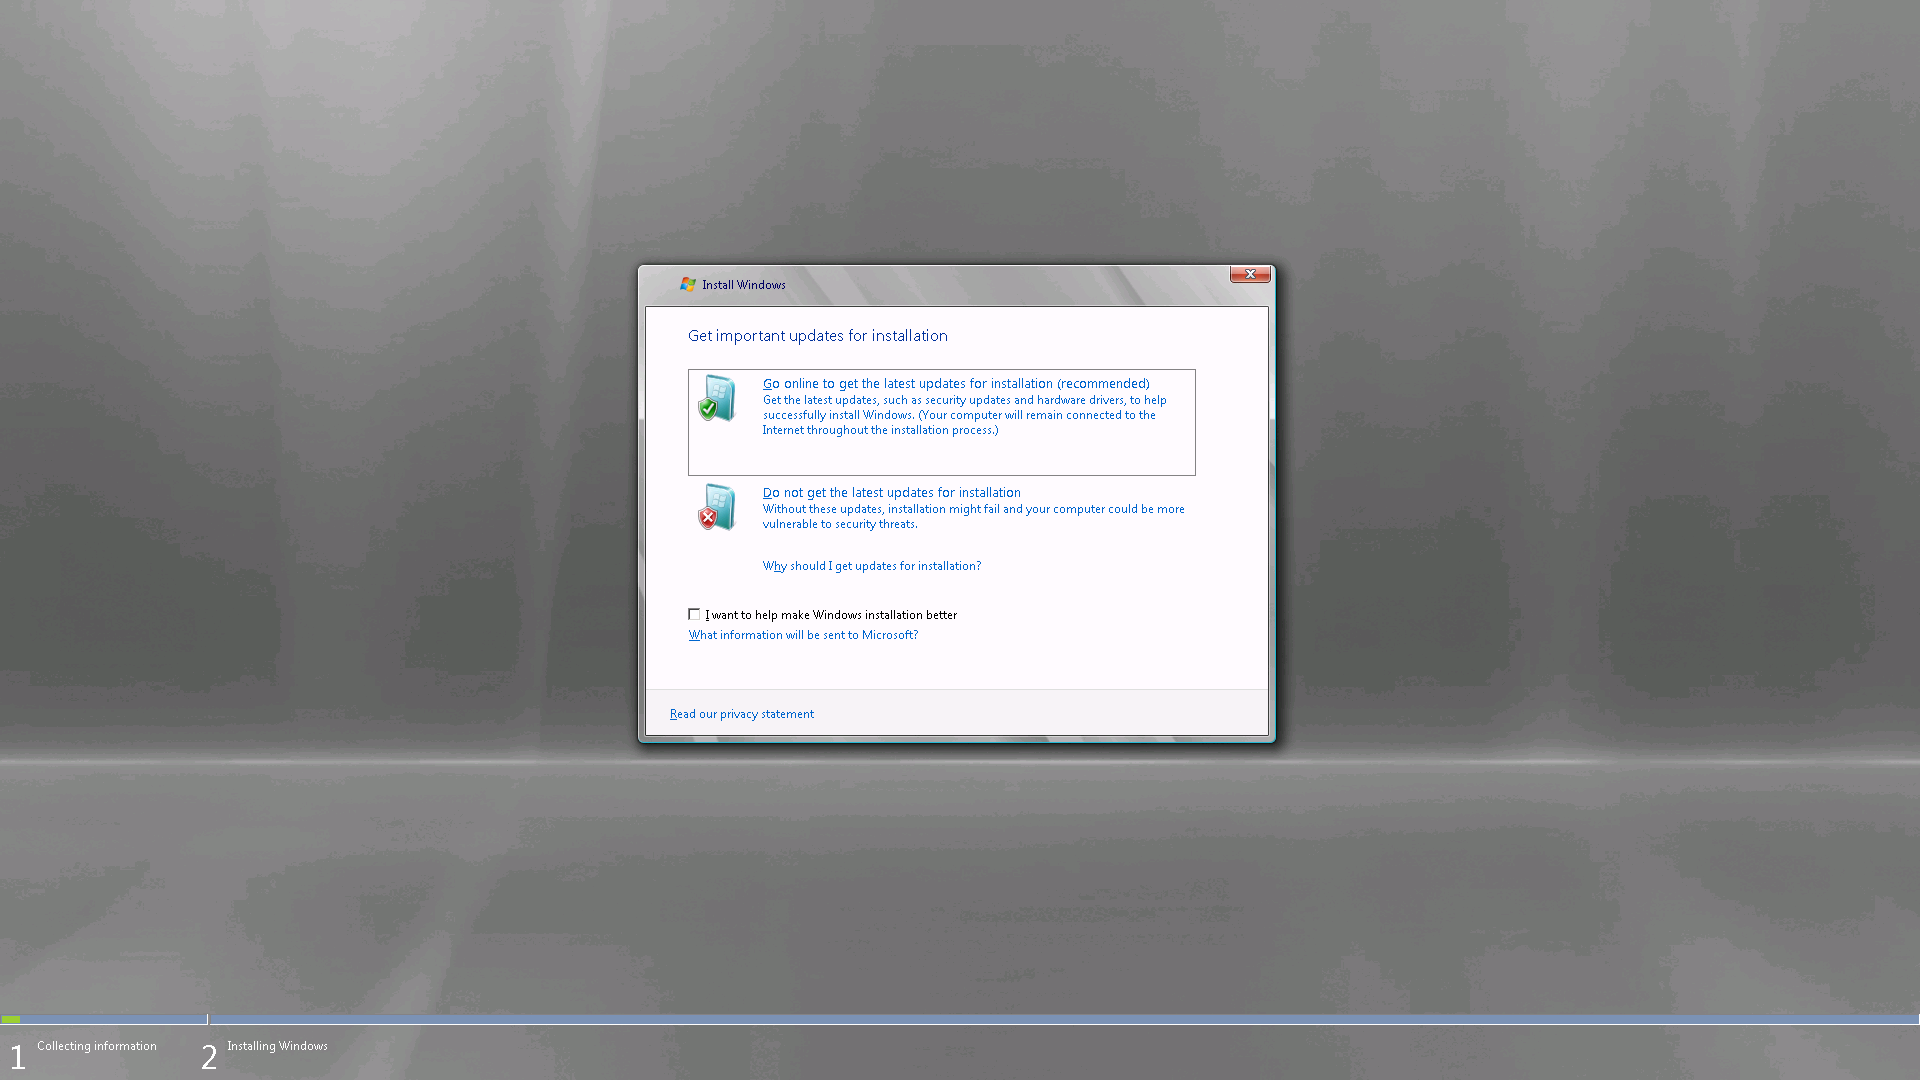 Install Windows
Get important updates for installation
Go online to get the latest updates for installation (recommended)
Get the latest updates, such as security updates and hardware drivers, to help
successfully install Windows. (Your computer will remain connected to the
Internet throughout the installation process.)
Do not get the latest updates for installation
Without these updates, installation might fail and your computer could be more
vulnerable to security threats.
Why should I get updates for installation?
I want to help make Windows installation better
What information will be sent to Microsoft?
Read our privacy statement
1 Collecting information
2 Installing Windows